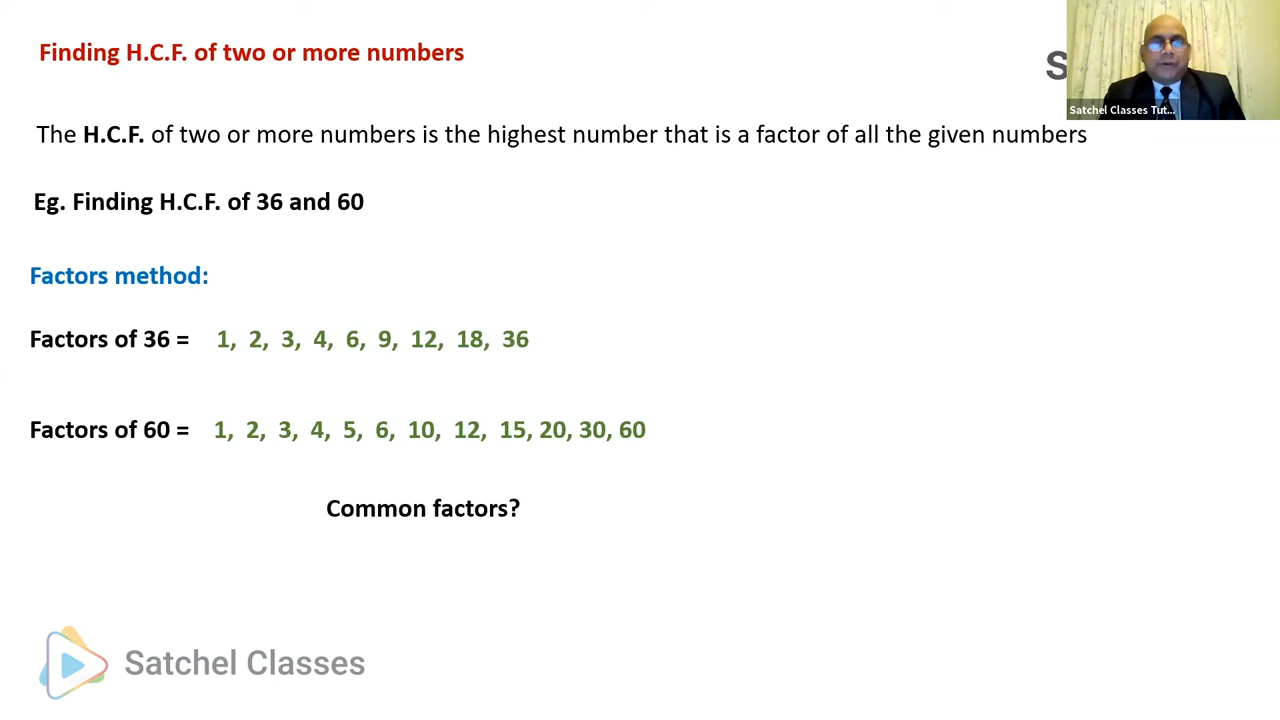 Finding H.C.F. of two or more numbers
S
Satchel Classes Tut...
The H.C.F. of two or more numbers is the highest number that is a factor of all the given numbers
Eg. Finding H.C.F. of 36 and 60
Factors method:
Factors of 36 = 1, 2, 3, 4, 6, 9, 12, 18, 36
Factors of 60 = 1, 2, 3, 4, 5, 6, 10, 12, 15, 20, 30, 60
Common factors?
Satchel Classes